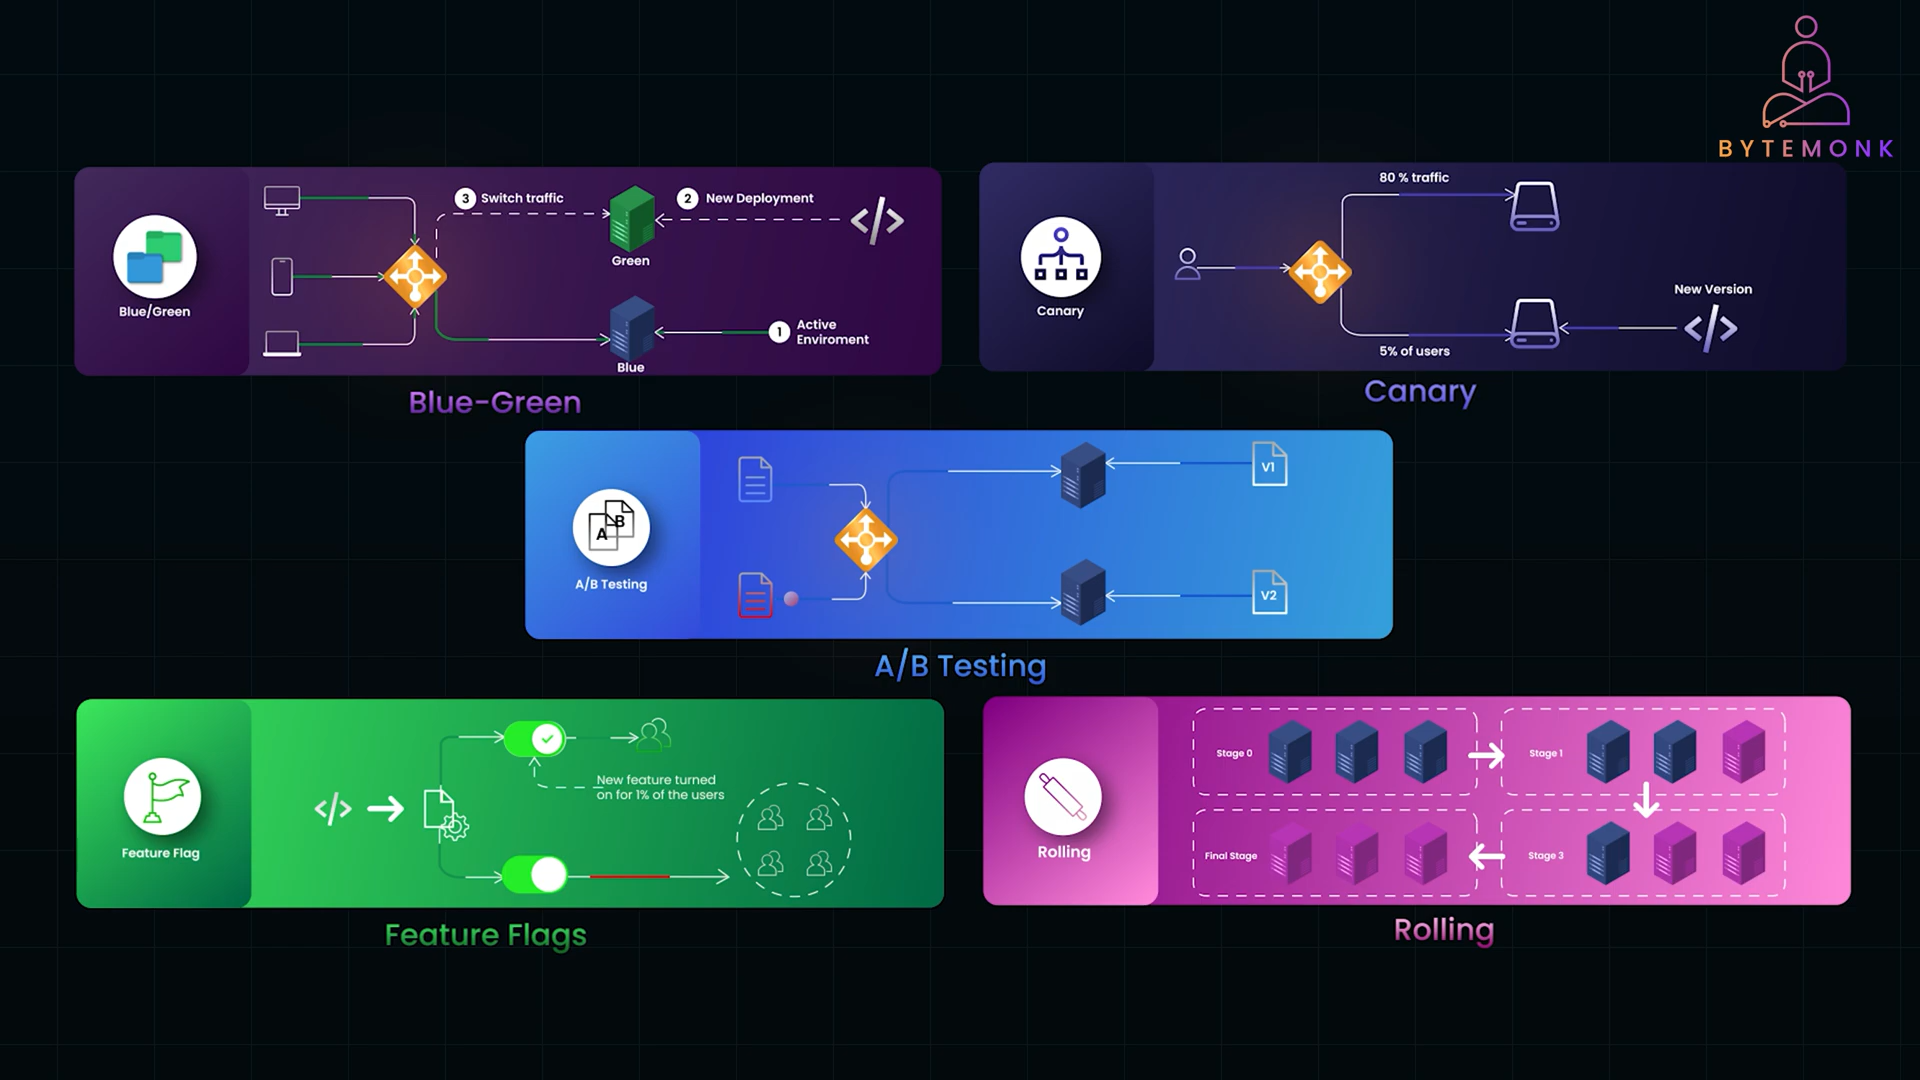 BYTEMONK
Blue/Green
3 Switch traffic
2 New Deployment
Green
1 Active
Enviroment
Blue
Blue-Green
Canary
80 % traffic
New Version
5% of users
Canary
A/B Testing
A
B
V1
V2
A/B Testing
Feature Flag
New feature turned
on for 1% of the users
Feature Flags
Rolling
Stage 0
Stage 1
Final Stage
Stage 3
Rolling